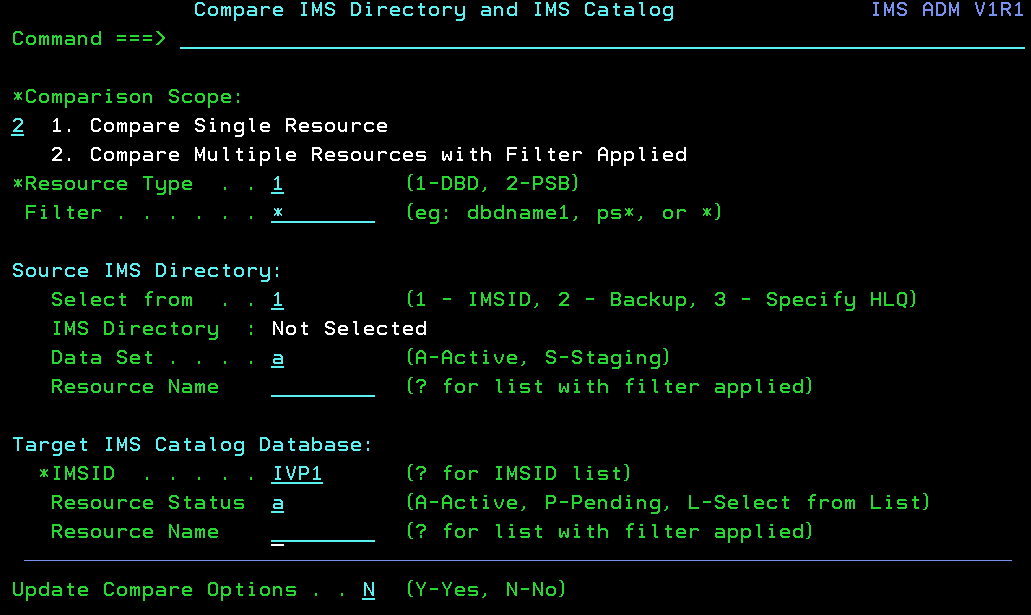 Compare IMS Directory and IMS Catalog IMS ADM V1R1
Command ===>
*Comparison Scope:
2 1. Compare Single Resource
2. Compare Multiple Resources with Filter Applied
*Resource Type . . 1 (1-DBD, 2-PSB)
Filter . . . . . . * (eg: dbdname1, ps*, or *)
Source IMS Directory:
Select from . . 1 (1 - IMSID, 2 - Backup, 3 - Specify HLQ)
IMS Directory : Not Selected
Data Set . . . . a (A-Active, S-Staging)
Resource Name (? for list with filter applied)
Target IMS Catalog Database:
*IMSID . . . . . IVP1 (? for IMSID list)
Resource Status a (A-Active, P-Pending, L-Select from List)
Resource Name (? for list with filter applied)
Update Compare Options . . N (Y-Yes, N-No)